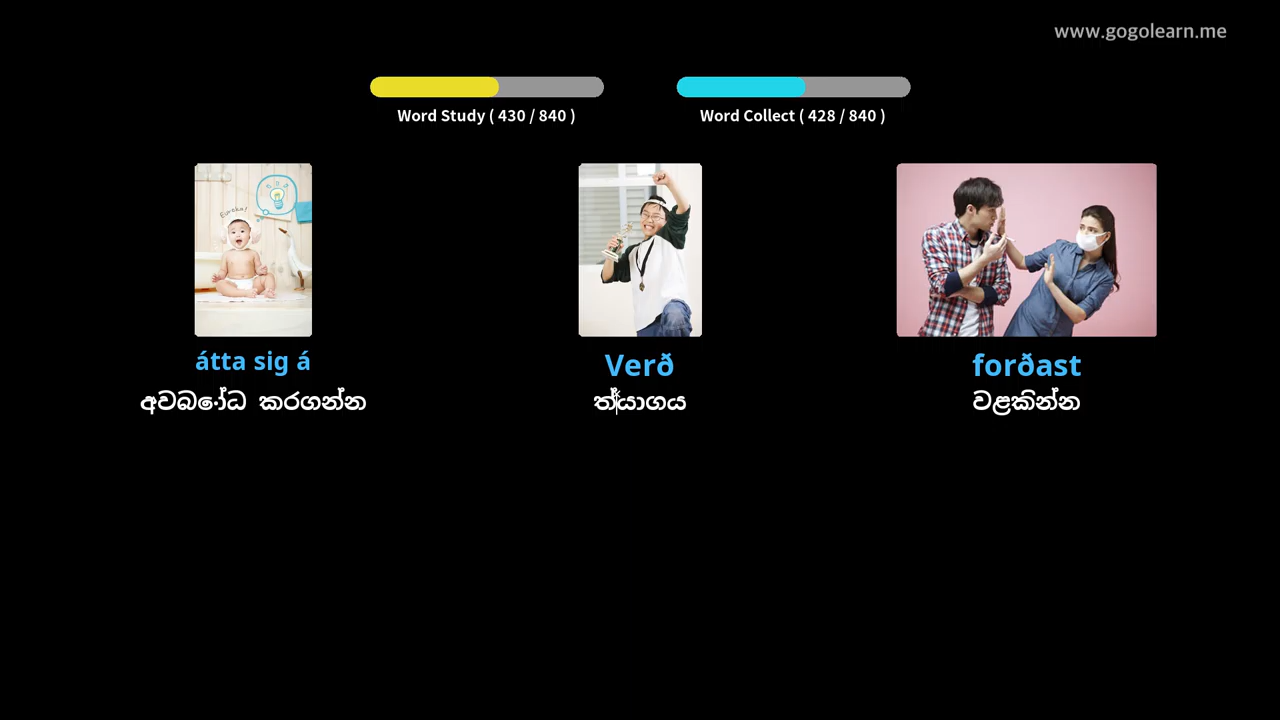 www.gogolearn.me
Word Study ( 430 / 840 )
Word Collect ( 428 / 840 )
Eureka!
átta sig á
Verð
forðast
අවබෝධ කරගන්න
ත්‍යාගය
වළකින්න